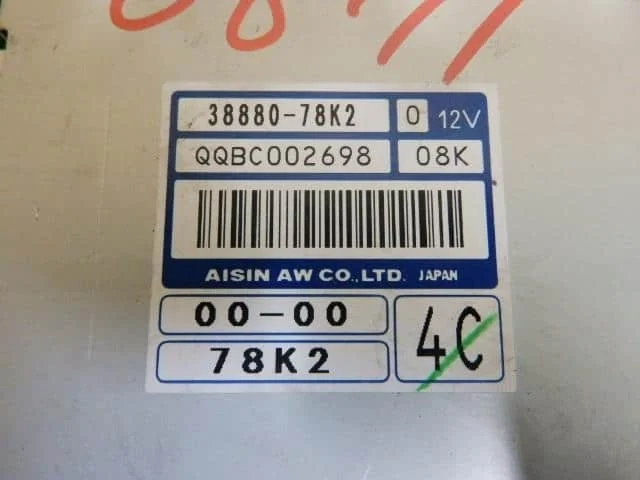 38880-78K2 0 12V
QQBC002698 08K
AISIN AW CO.,LTD. JAPAN
00-00
78K2
4C